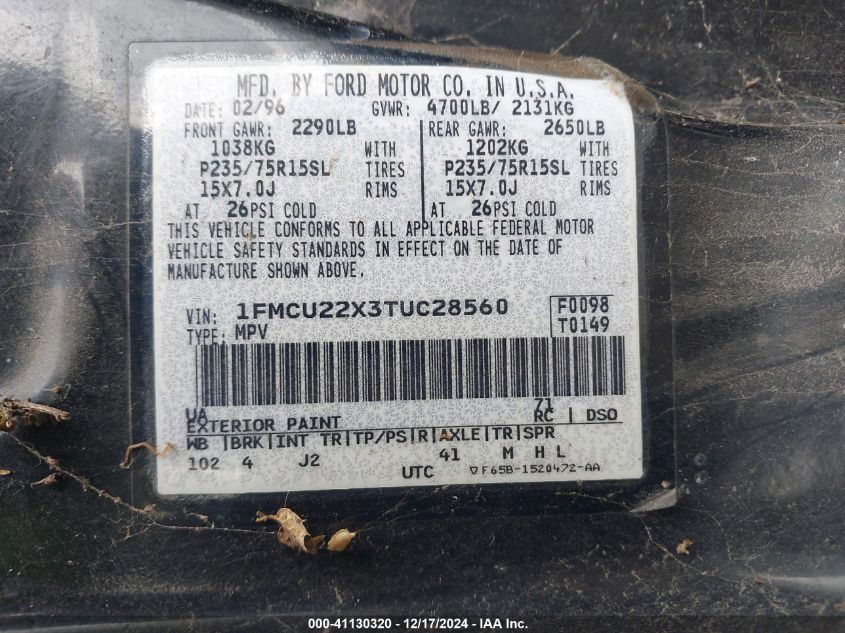 MFD. BY FORD MOTOR CO. IN U.S.A.
DATE: 02/96 GVWR: 4700LB/ 2131KG
FRONT GAWR: 2290LB REAR GAWR: 2650LB
1038KG WITH 1202KG WITH
P235/75R15SL TIRES P235/75R15SL TIRES
15X7.0J RIMS 15X7.0J RIMS
AT 26PSI COLD AT 26PSI COLD
THIS VEHICLE CONFORMS TO ALL APPLICABLE FEDERAL MOTOR
VEHICLE SAFETY STANDARDS IN EFFECT ON THE DATE OF
MANUFACTURE SHOWN ABOVE.
VIN: 1FMCU22X3TUC28560 F0098
TYPE: MPV T0149
UA 71
EXTERIOR PAINT RC | DSO
WB |BRK|INT TR|TP/PS|R|AXLE|TR|SPR
102 4 J2 41 M H L
UTC ▽F65B-1520472-AA
000-41130320 - 12/17/2024 - IAA Inc.